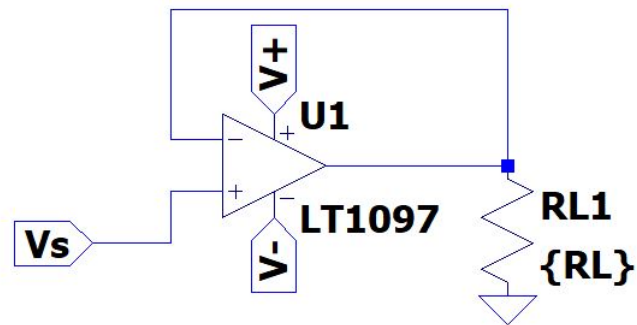 V+
U1
+
−
+
−
LT1097
Vs
V-
RL1
{RL}